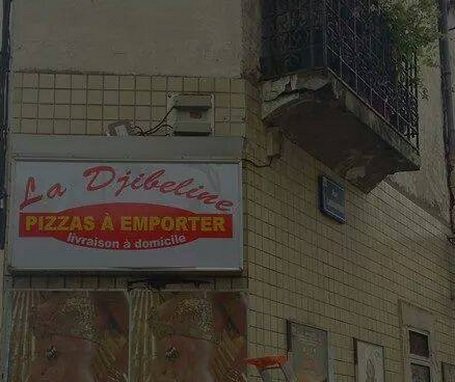 La Djibeline
PIZZAS À EMPORTER
livraison à domicile